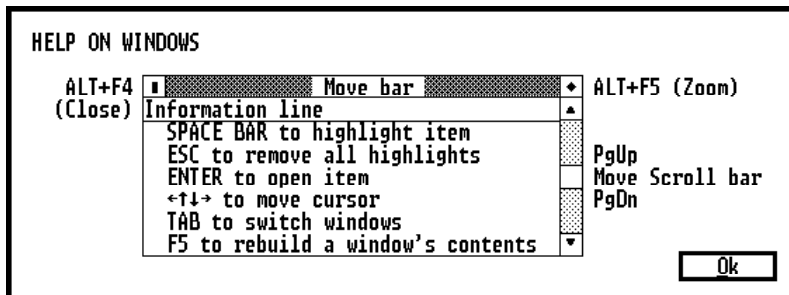 HELP ON WINDOWS
ALT+F4 Move bar ALT+F5 (Zoom)
(Close) Information line
SPACE BAR to highlight item
ESC to remove all highlights PgUp
ENTER to open item Move Scroll bar
←↑↓→ to move cursor PgDn
TAB to switch windows
F5 to rebuild a window's contents
Ok